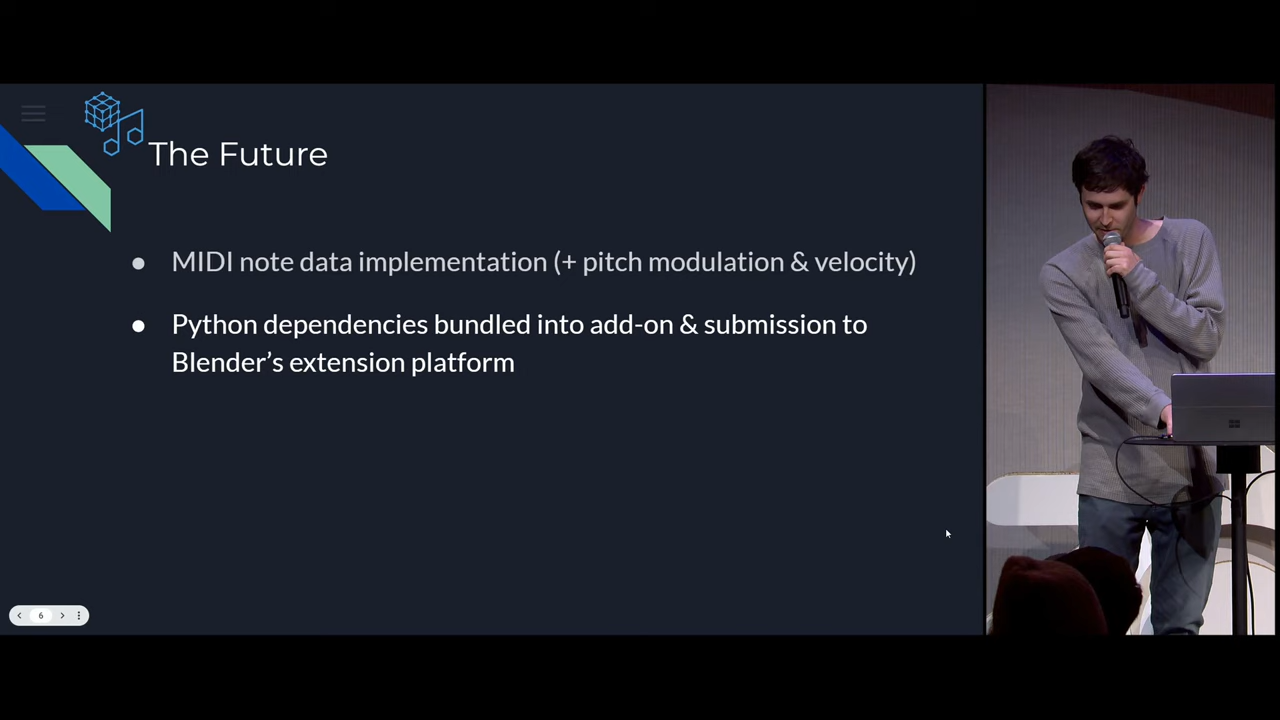 The Future
● MIDI note data implementation (+ pitch modulation & velocity)
● Python dependencies bundled into add-on & submission to
Blender’s extension platform
6